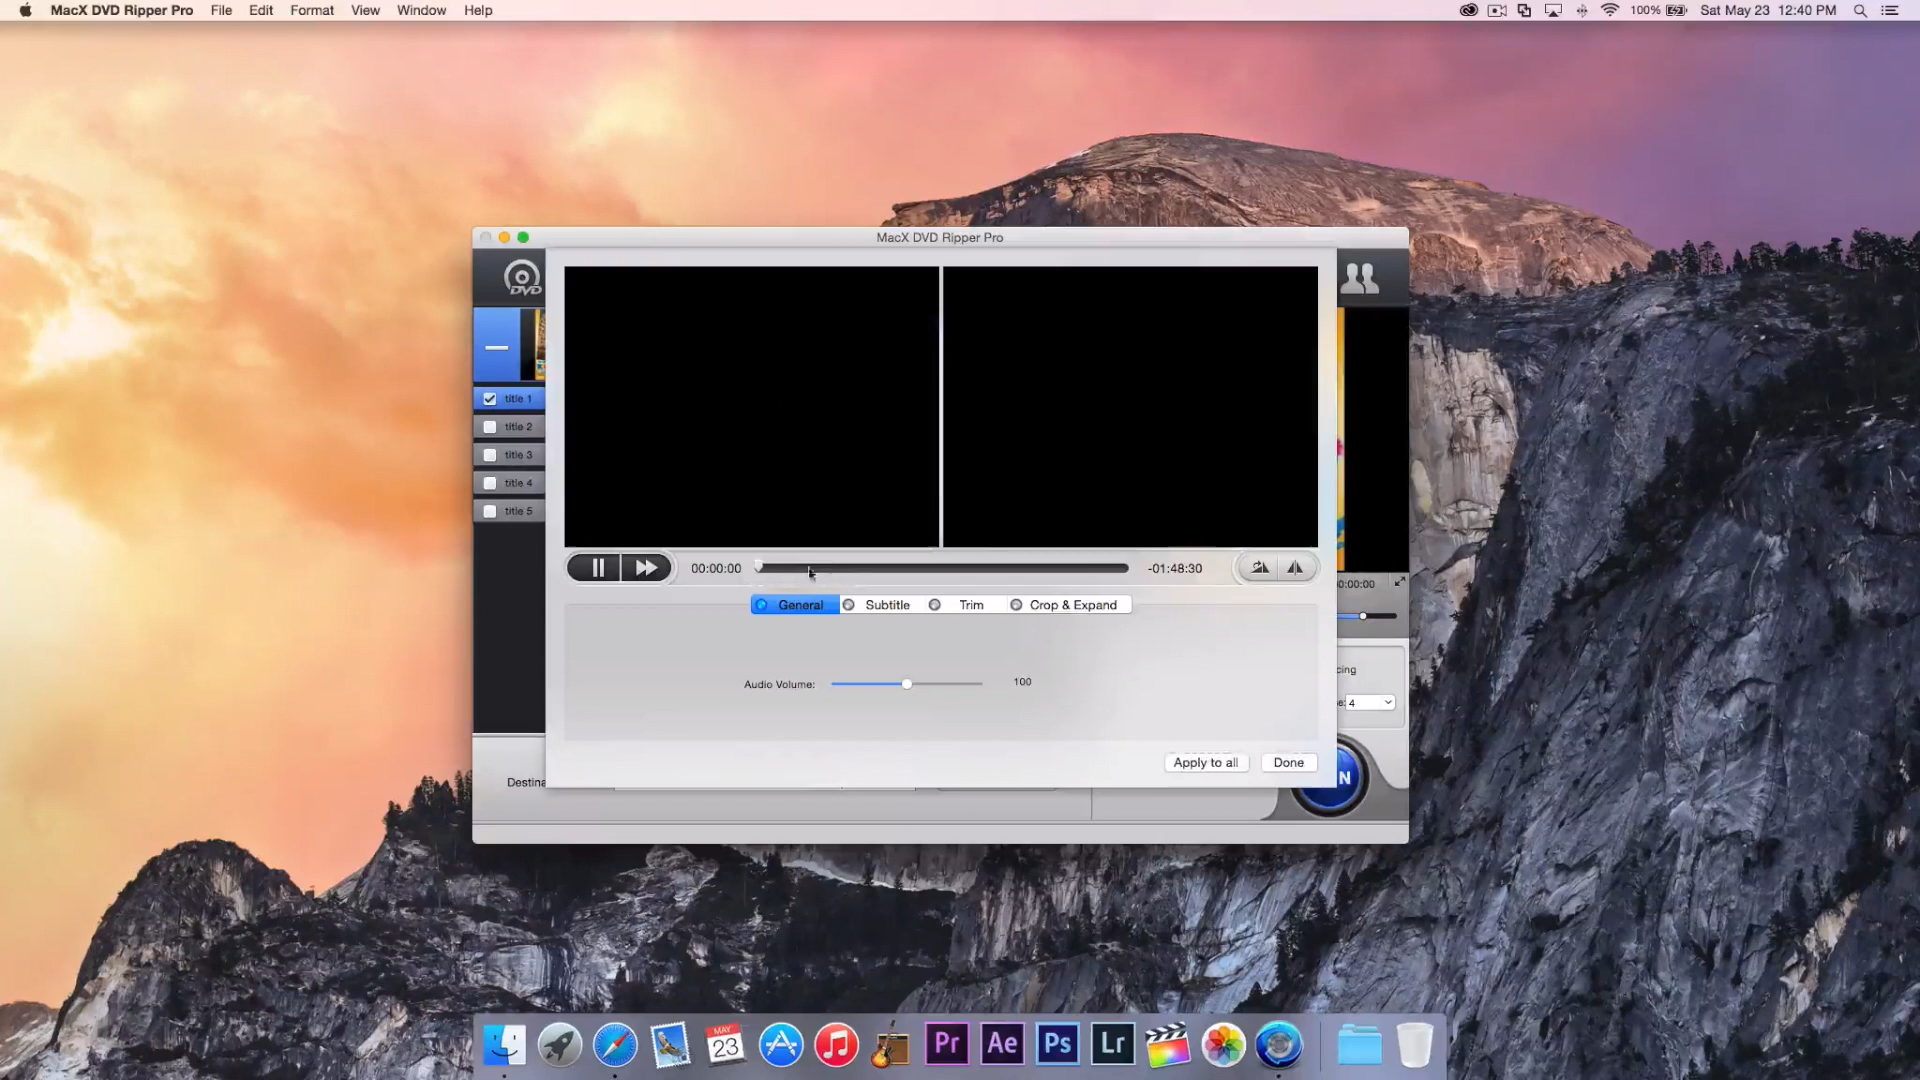 MacX DVD Ripper Pro File Edit Format View Window Help 100% Sat May 23 12:40 PM
MacX DVD Ripper Pro
DVD
title 1
title 2
title 3
title 4
title 5
00:00:00 -01:48:30
0:00:00
General Subtitle Trim Crop & Expand
cing
Audio Volume: 100
e: 4
Apply to all Done
Destina
N
MAY
23
Pr Ae Ps Lr